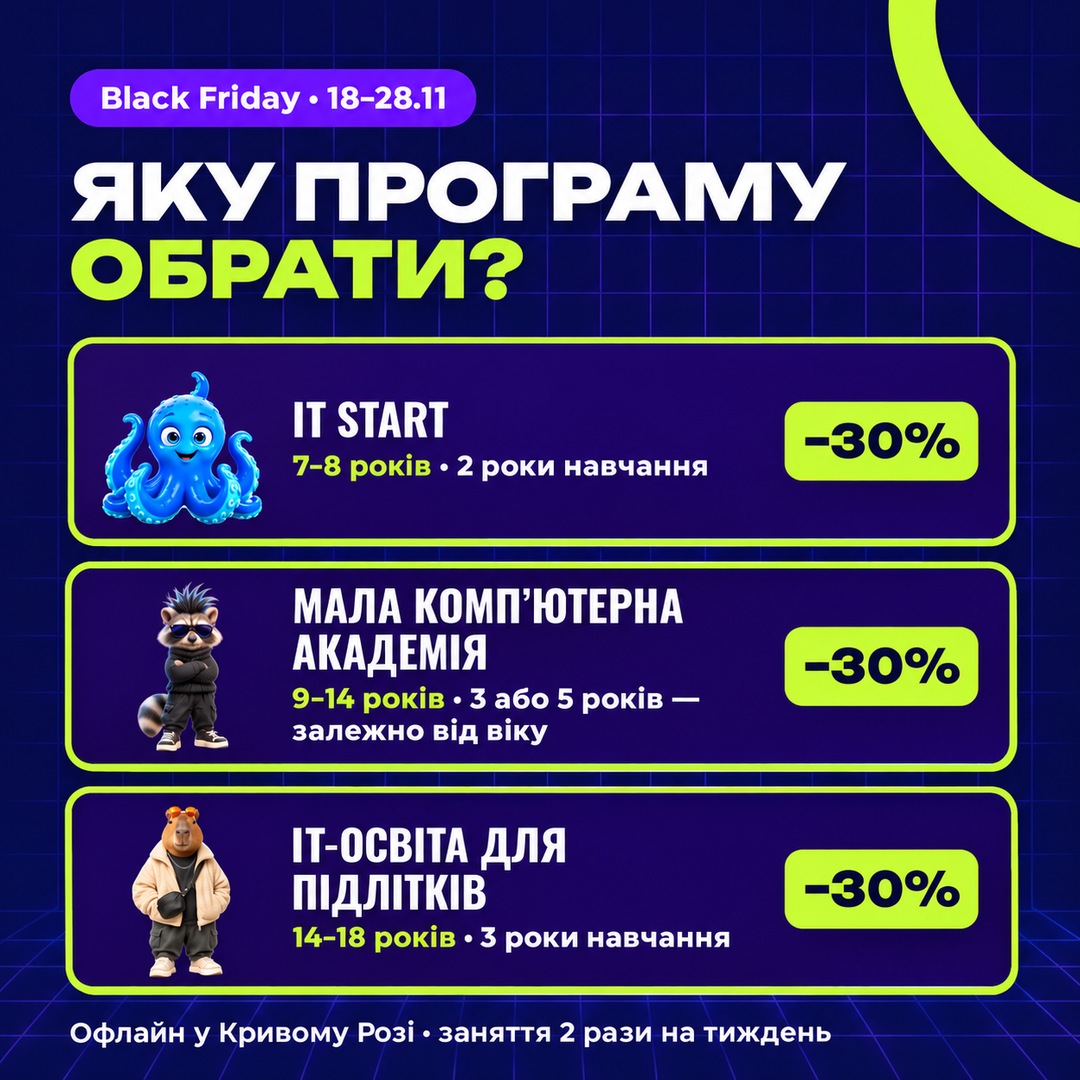 Black Friday • 18–28.11
ЯКУ ПРОГРАМУ
ОБРАТИ?
IT START
7–8 років • 2 роки навчання
–30%
МАЛА КОМП’ЮТЕРНА
АКАДЕМІЯ
9–14 років • 3 або 5 років —
залежно від віку
–30%
ІТ-ОСВІТА ДЛЯ
ПІДЛІТКІВ
14–18 років • 3 роки навчання
–30%
Офлайн у Кривому Розі • заняття 2 рази на тиждень